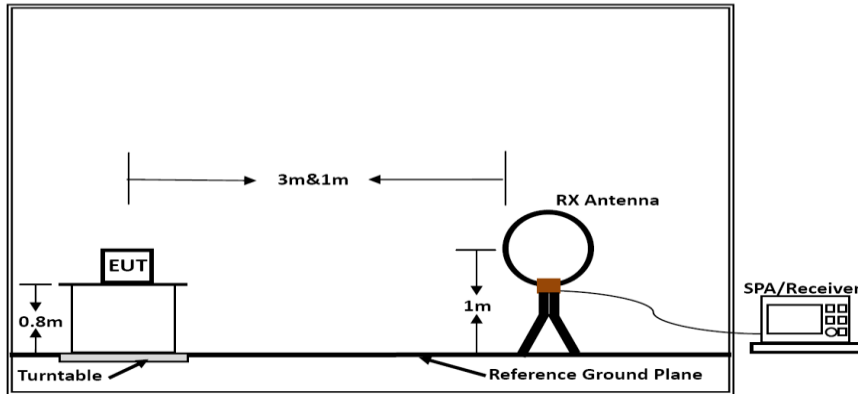 3m&1m
RX Antenna
EUT
SPA/Receiver
0.8m
1m
Turntable
Reference Ground Plane